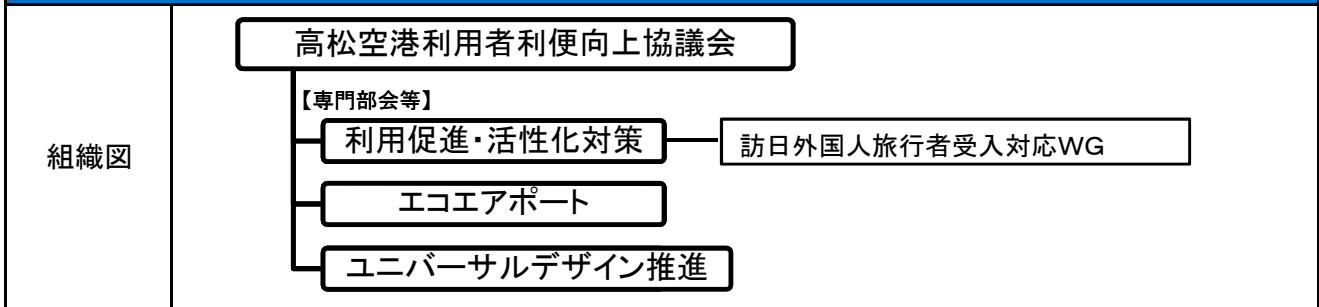 組織図
高松空港利用者利便向上協議会
【専門部会等】
利用促進・活性化対策
訪日外国人旅行者受入対応WG
エコエアポート
ユニバーサルデザイン推進